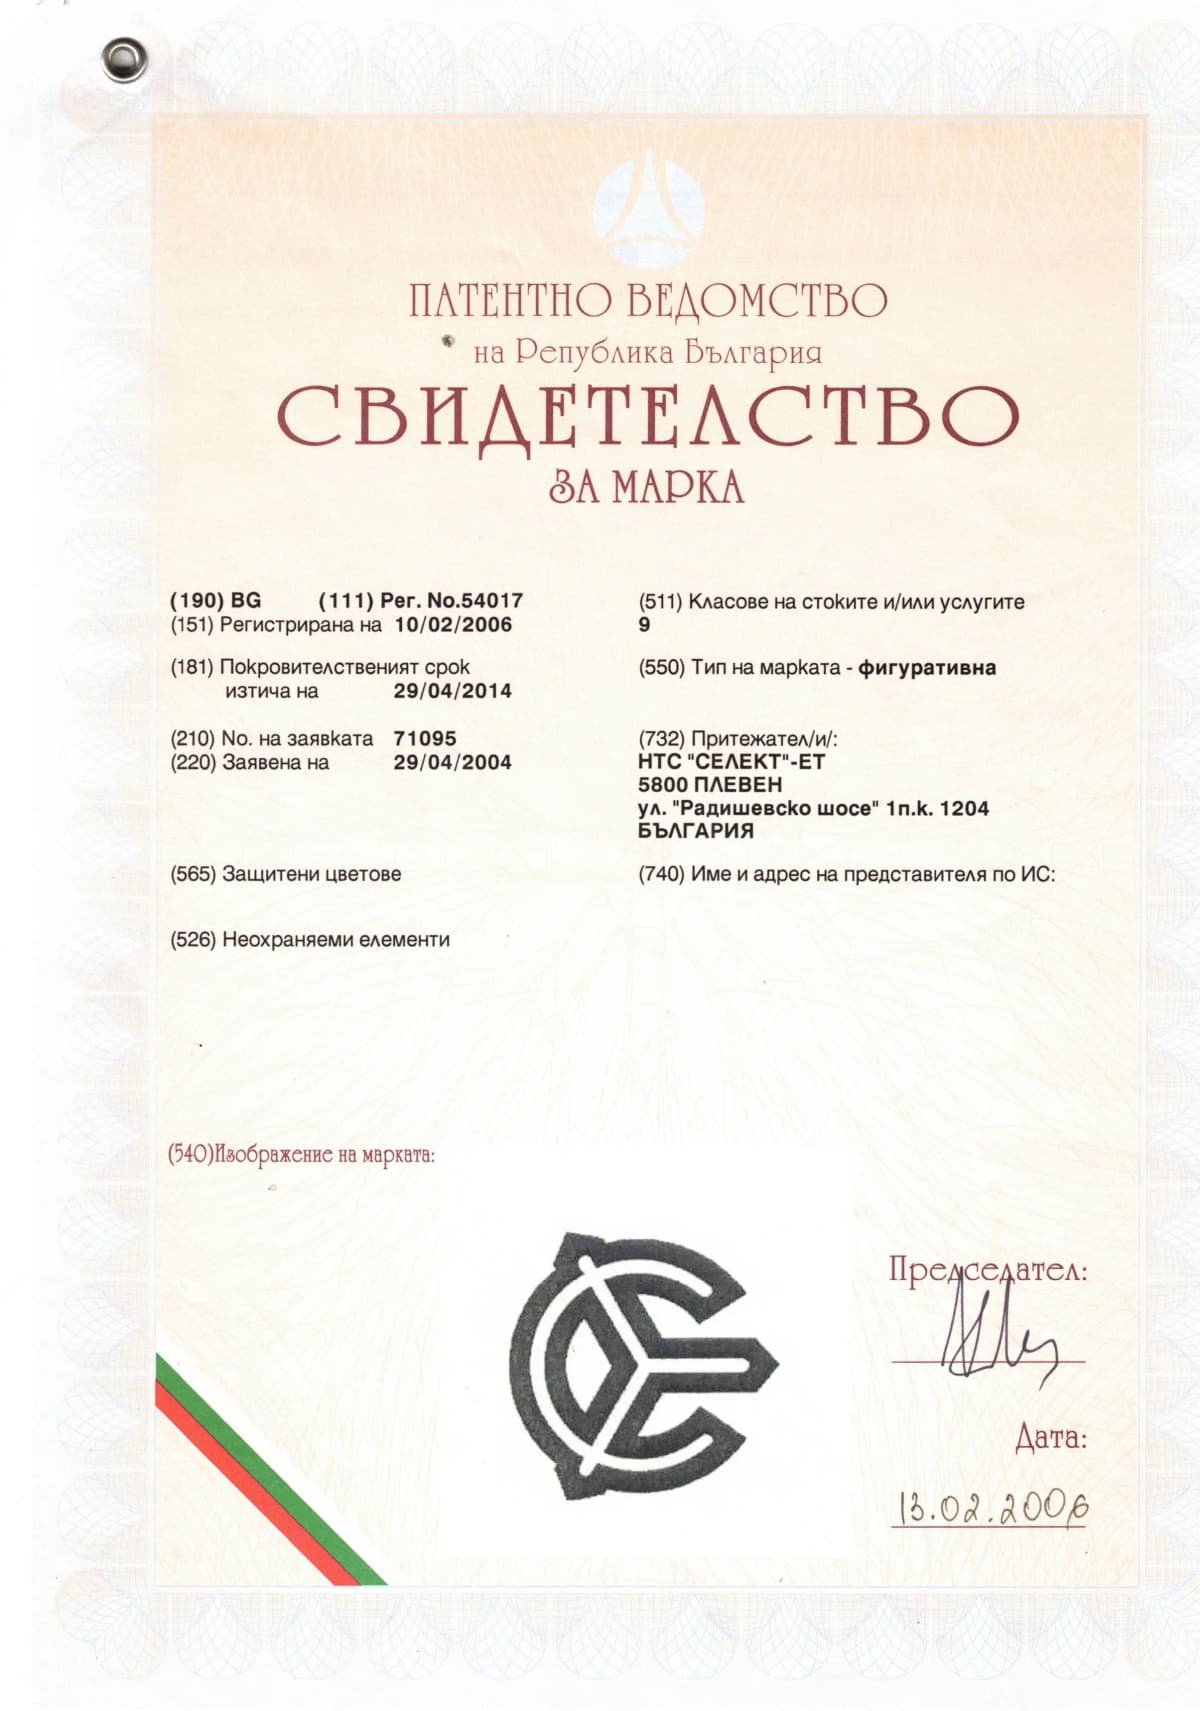 ПАТЕНТНО ВЕДОМСТВО
на Република България
СВИДЕТЕЛСТВО
ЗА МАРКА
(190) BG (111) Рег. No.54017
(151) Регистрирана на 10/02/2006
(181) Покровителственият срок
изтича на 29/04/2014
(210) No. на заявката 71095
(220) Заявена на 29/04/2004
(565) Защитени цветове
(526) Неохраняеми елементи
(511) Класове на стоките и/или услугите
9
(550) Тип на марката - фигуративна
(732) Притежател/и/:
НТС "СЕЛЕКТ"-ЕТ
5800 ПЛЕВЕН
ул. "Радишевско шосе" 1п.к. 1204
БЪЛГАРИЯ
(740) Име и адрес на представителя по ИС:
(540)Изображение на марката:
Председател:
Дата:
13.02.2006